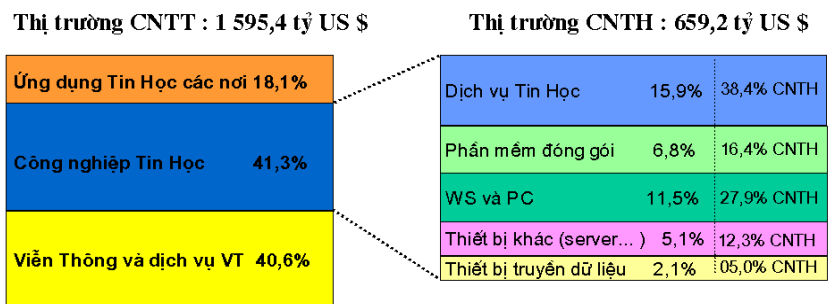 Thị trường CNTT : 1 595,4 tỷ US $
Thị trường CNTH : 659,2 tỷ US $
Ứng dụng Tin Học các nơi 18,1%
Công nghiệp Tin Học 41,3%
Viễn Thông và dịch vụ VT 40,6%
Dịch vụ Tin Học 15,9% 38,4% CNTH
Phần mềm đóng gói 6,8% 16,4% CNTH
WS và PC 11,5% 27,9% CNTH
Thiết bị khác (server... ) 5,1% 12,3% CNTH
Thiết bị truyền dữ liệu 2,1% 05,0% CNTH